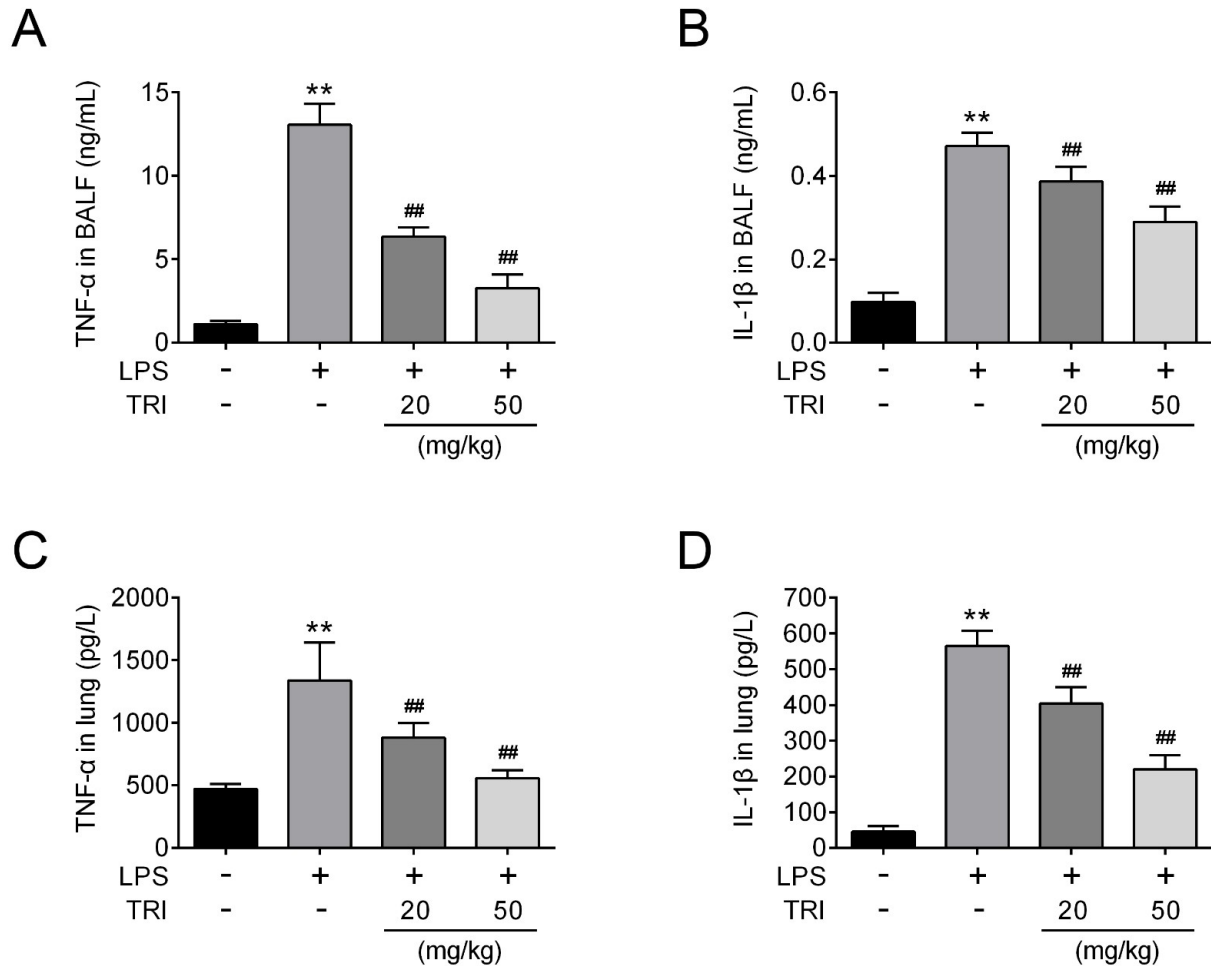 A
TNF-α in BALF (ng/mL)
15
10
5
0
**
##
##
LPS - + + +
TRI - - 20 50
(mg/kg)
B
IL-1β in BALF (ng/mL)
0.6
0.4
0.2
0.0
**
##
##
LPS - + + +
TRI - - 20 50
(mg/kg)
C
TNF-α in lung (pg/L)
2000
1500
1000
500
0
**
##
##
LPS - + + +
TRI - - 20 50
(mg/kg)
D
IL-1β in lung (pg/L)
700
600
500
400
300
200
100
0
**
##
##
LPS - + + +
TRI - - 20 50
(mg/kg)